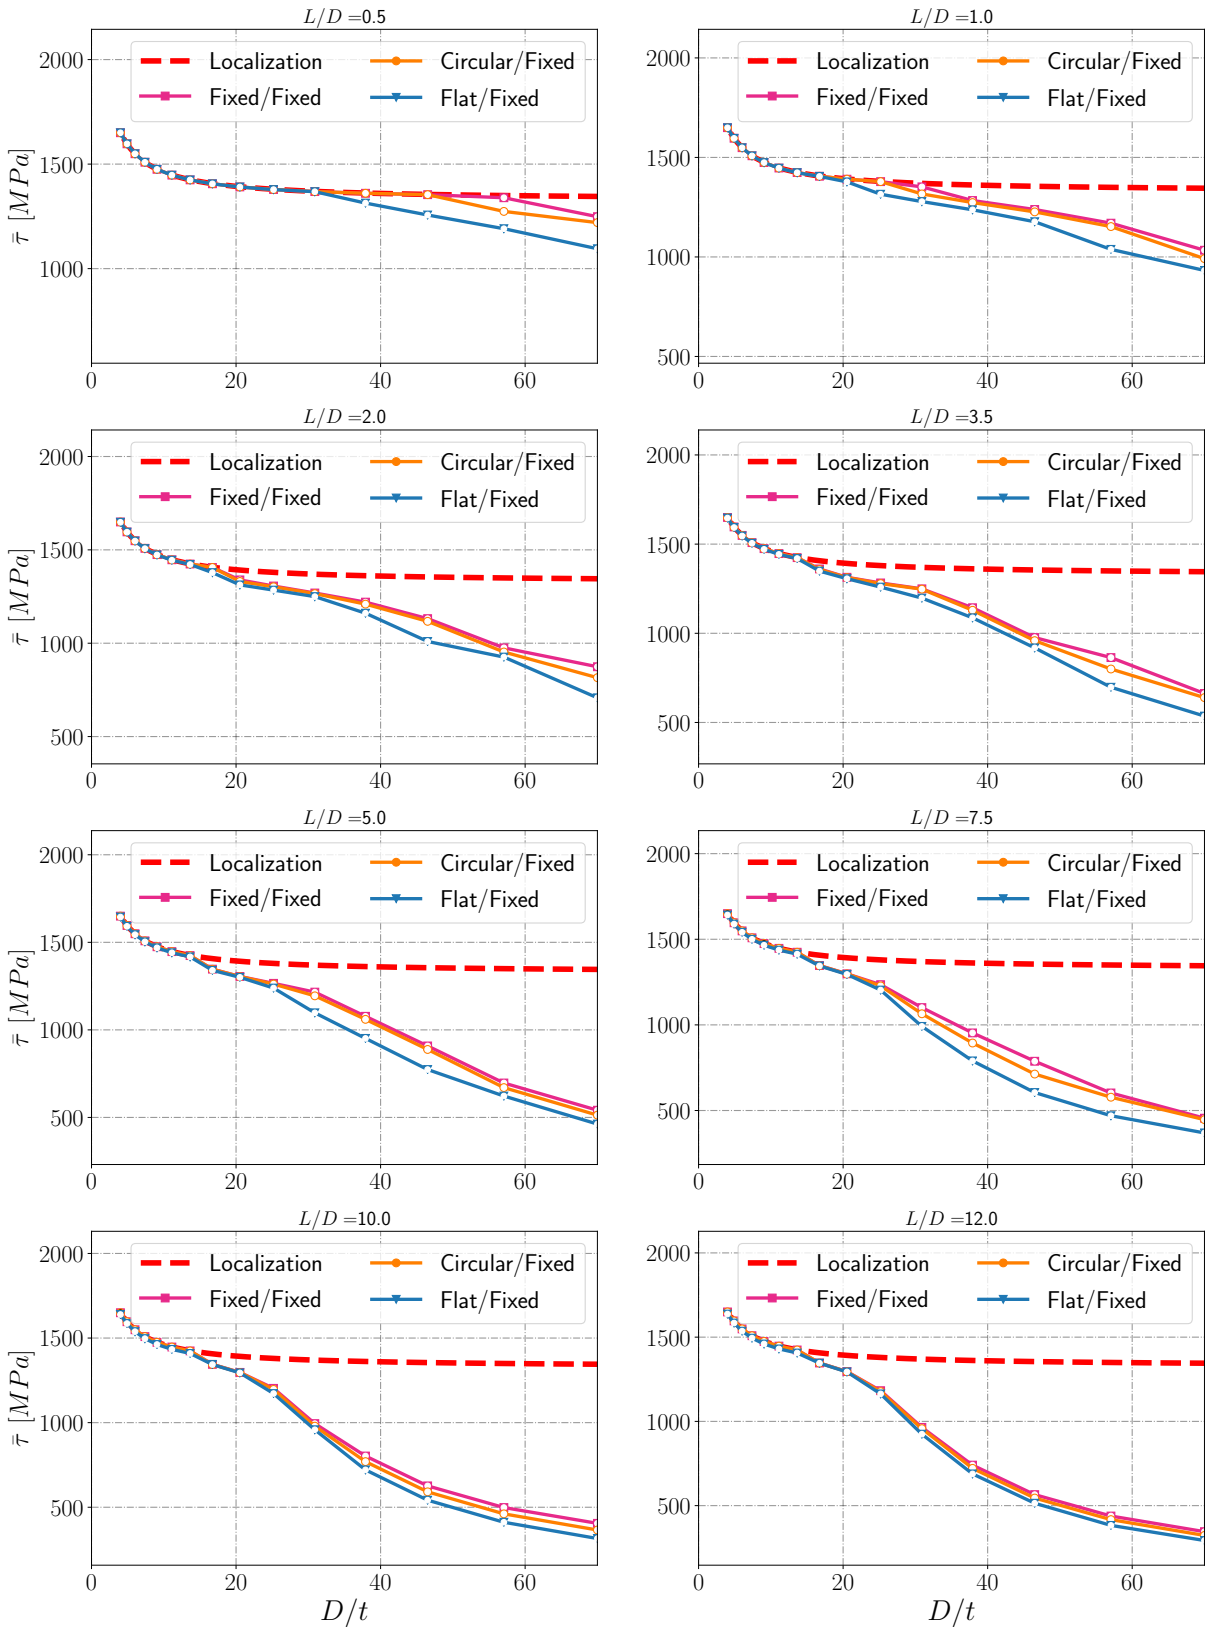 L/D =0.5
2000
1500
1000
τ̄ [MPa]
Localization
Fixed/Fixed
Circular/Fixed
Flat/Fixed
0 20 40 60
L/D =1.0
2000
1500
1000
500
Localization
Fixed/Fixed
Circular/Fixed
Flat/Fixed
0 20 40 60
L/D =2.0
2000
1500
1000
500
τ̄ [MPa]
Localization
Fixed/Fixed
Circular/Fixed
Flat/Fixed
0 20 40 60
L/D =3.5
2000
1500
1000
500
Localization
Fixed/Fixed
Circular/Fixed
Flat/Fixed
0 20 40 60
L/D =5.0
2000
1500
1000
500
τ̄ [MPa]
Localization
Fixed/Fixed
Circular/Fixed
Flat/Fixed
0 20 40 60
L/D =7.5
2000
1500
1000
500
Localization
Fixed/Fixed
Circular/Fixed
Flat/Fixed
0 20 40 60
L/D =10.0
2000
1500
1000
500
τ̄ [MPa]
Localization
Fixed/Fixed
Circular/Fixed
Flat/Fixed
0 20 40 60
D/t
L/D =12.0
2000
1500
1000
500
Localization
Fixed/Fixed
Circular/Fixed
Flat/Fixed
0 20 40 60
D/t